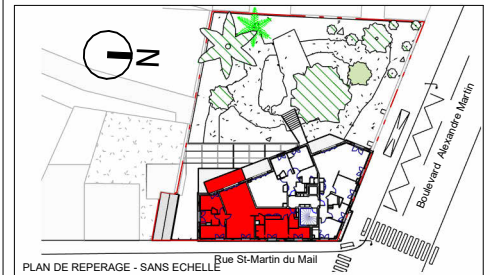 N
Boulevard Alexandre Martin
Rue St-Martin du Mail
PLAN DE REPERAGE - SANS ECHELLE